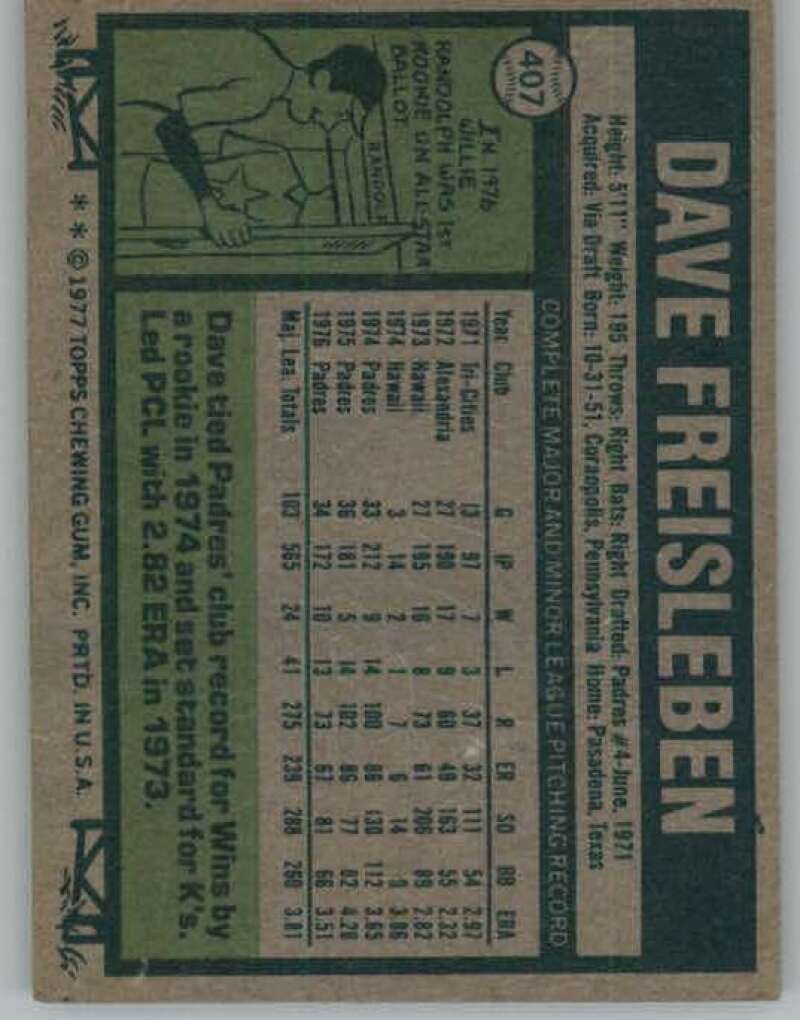 407
DAVE FREISLEBEN
Height: 5'11" Weight: 195 Throws: Right Bats: Right Drafted: Padres #4-June, 1971
Acquired: Via Draft Born: 10-31-51, Coraopolis, Pennsylvania Home: Pasadena, Texas
COMPLETE MAJOR AND MINOR LEAGUE PITCHING RECORD
Year Club G IP W L R ER SO BB ERA
1971 Tri-Cities 13 97 7 3 37 32 111 54 2.97
1972 Alexandria 27 190 17 9 60 49 163 55 2.32
1973 Hawaii 27 195 16 8 73 61 206 89 2.82
1974 Hawaii 3 14 2 1 7 6 14 8 3.86
1974 Padres 33 212 9 14 100 86 130 112 3.65
1975 Padres 36 181 5 14 102 86 77 82 4.28
1976 Padres 34 172 10 13 73 67 81 66 3.51
Maj. Lea. Totals 103 565 24 41 275 239 288 260 3.81
IN 1976
WILLIE
RANDOLPH WAS 1ST
ROOKIE ON ALL-STAR
BALLOT.
RANDOL
Dave tied Padres' club record for Wins by
a rookie in 1974 and set standard for K's.
Led PCL with 2.82 ERA in 1973.
* * © 1977 TOPPS CHEWING GUM, INC. PRTD. IN U.S.A.